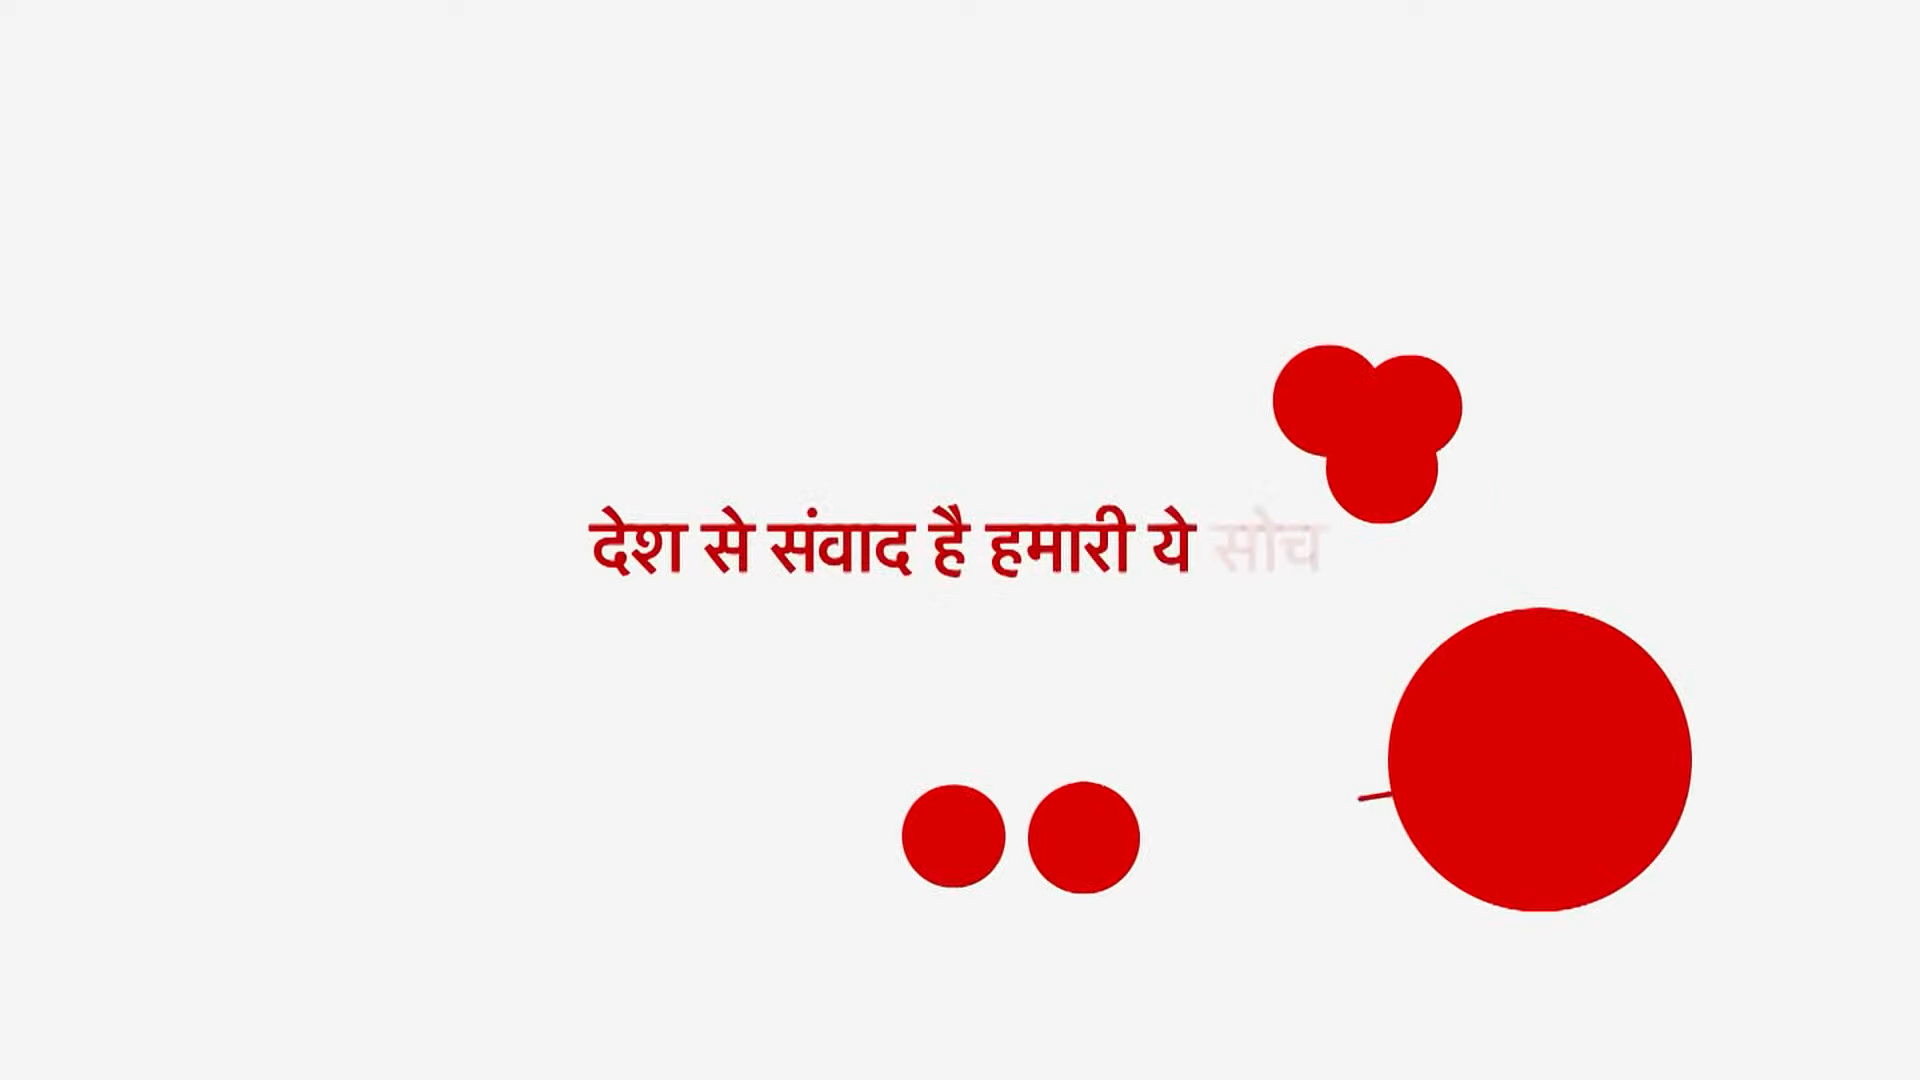 देश से संवाद है हमारी ये सोच